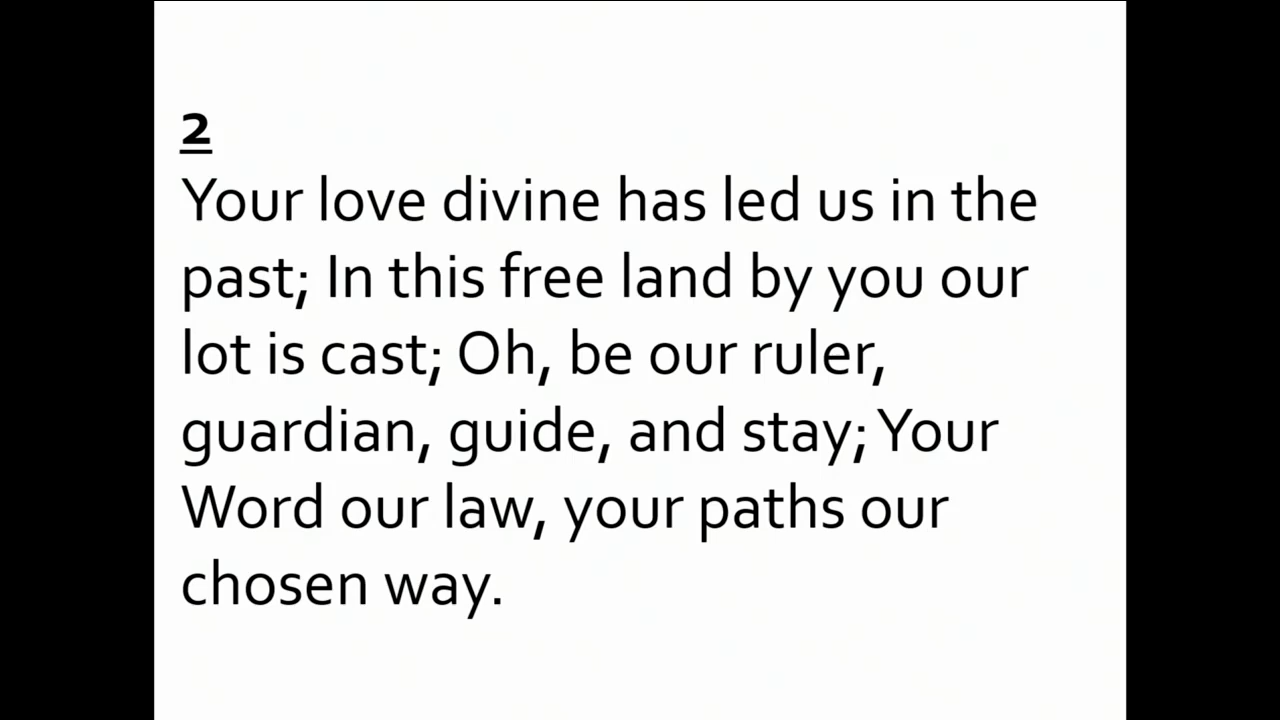 2
Your love divine has led us in the
past; In this free land by you our
lot is cast; Oh, be our ruler,
guardian, guide, and stay; Your
Word our law, your paths our
chosen way.